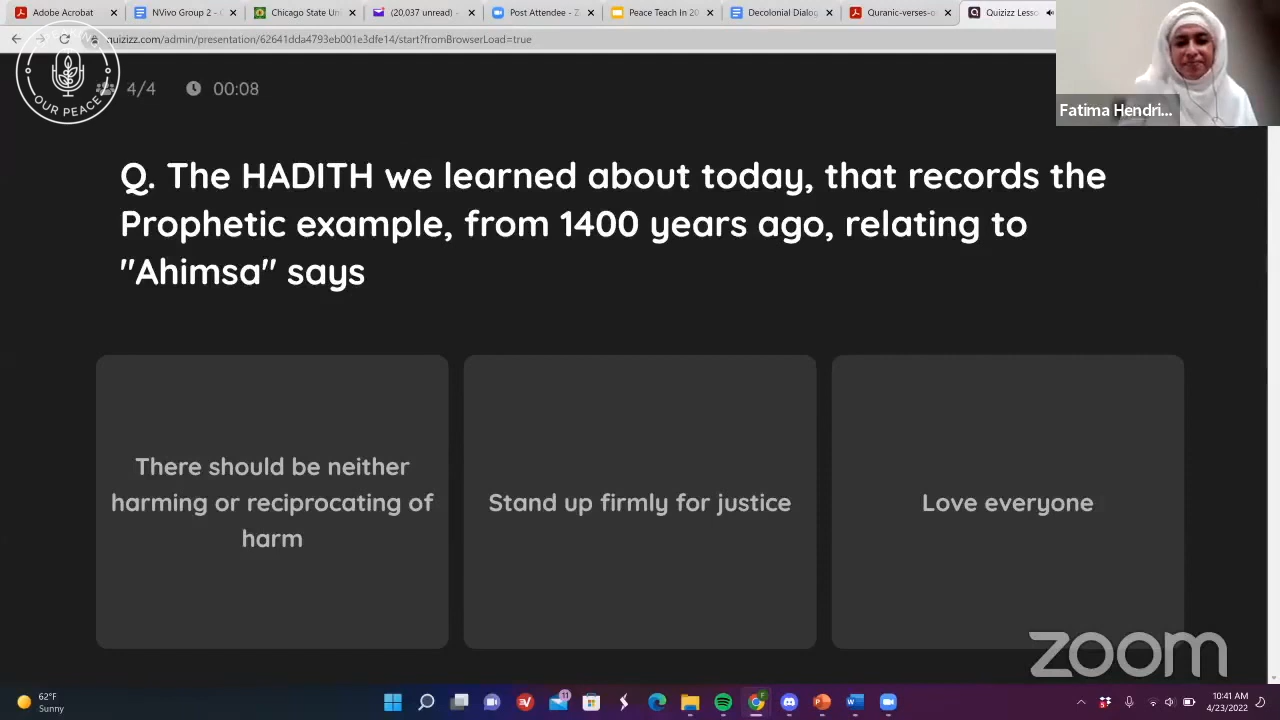 Adobe Acrobat
NVivo Group 2 - C
Chicago State Un
(20,037 unread)
Post Attendee - Z
Peace Teach In 20
Decolonial Dialog
Quranic-verses-o
Quizizz Less
quizizz.com/admin/presentation/62641dda4793eb001e3dfe14/start?fromBrowserLoad=true
OUR PEACE
4/4
00:08
Fatima Hendri...
Q. The HADITH we learned about today, that records the
Prophetic example, from 1400 years ago, relating to
"Ahimsa" says
There should be neither
harming or reciprocating of
harm
Stand up firmly for justice
Love everyone
zoom
62°F
Sunny
11
10:41 AM
4/23/2022